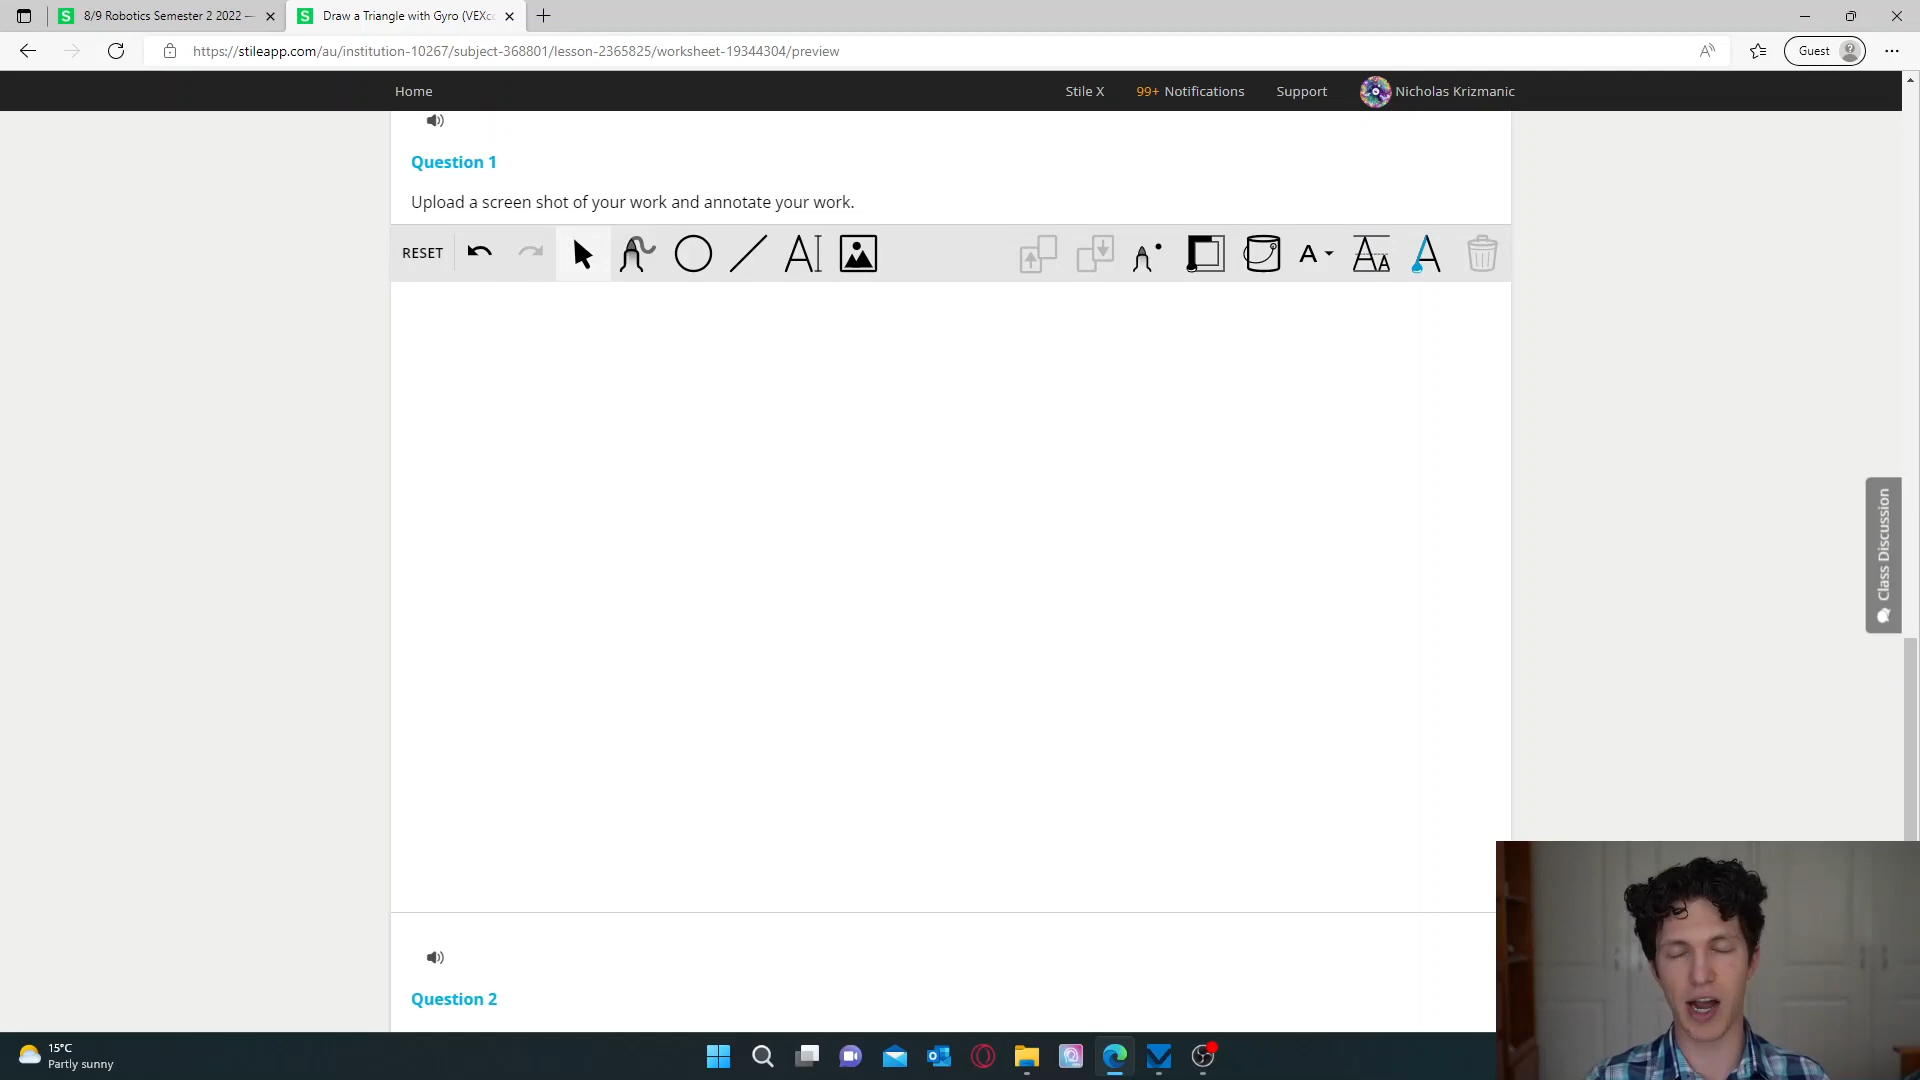 8/9 Robotics Semester 2 2022 —
Draw a Triangle with Gyro (VEXco
https://stileapp.com/au/institution-10267/subject-368801/lesson-2365825/worksheet-19344304/preview
Guest
Home
Stile X
99+ Notifications
Support
Nicholas Krizmanic
Question 1
Upload a screen shot of your work and annotate your work.
RESET
Class Discussion
Question 2
15°C
Partly sunny